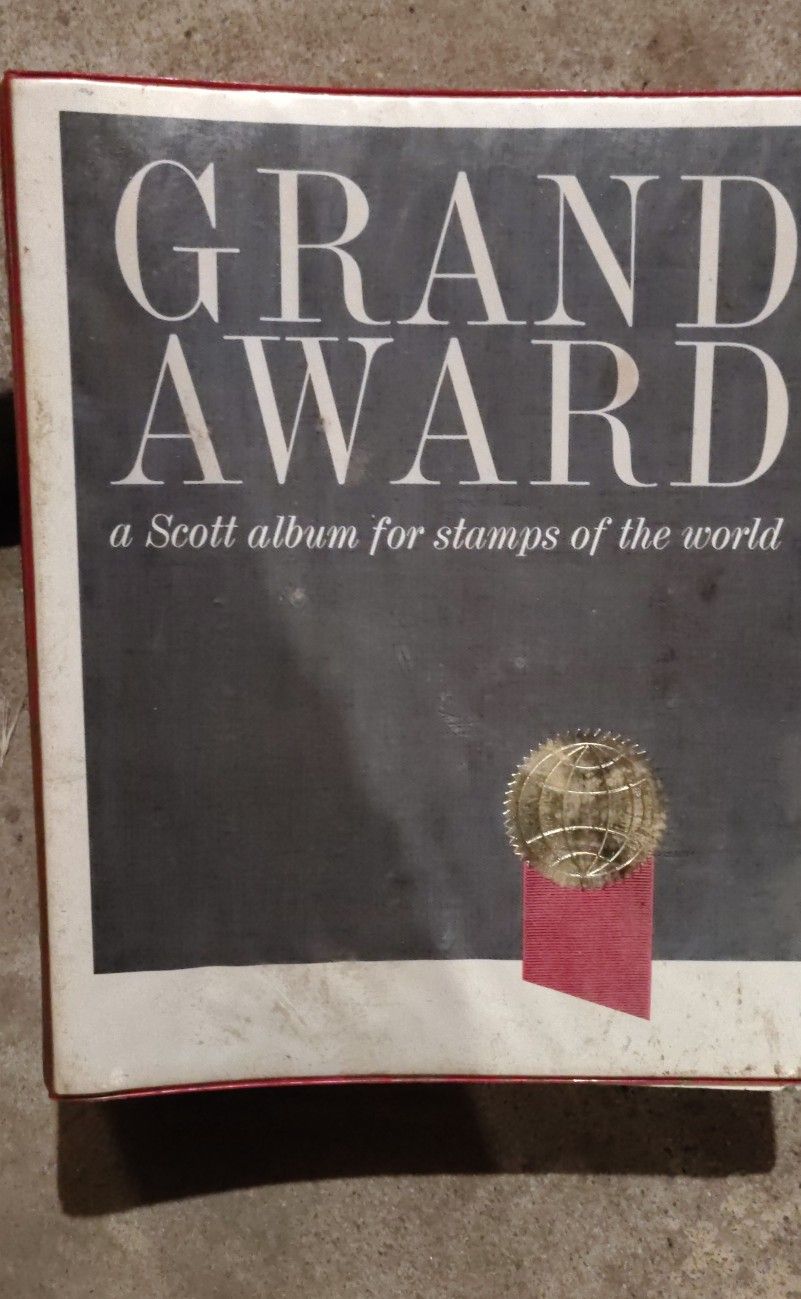 GRAND
AWARD
a Scott album for stamps of the world